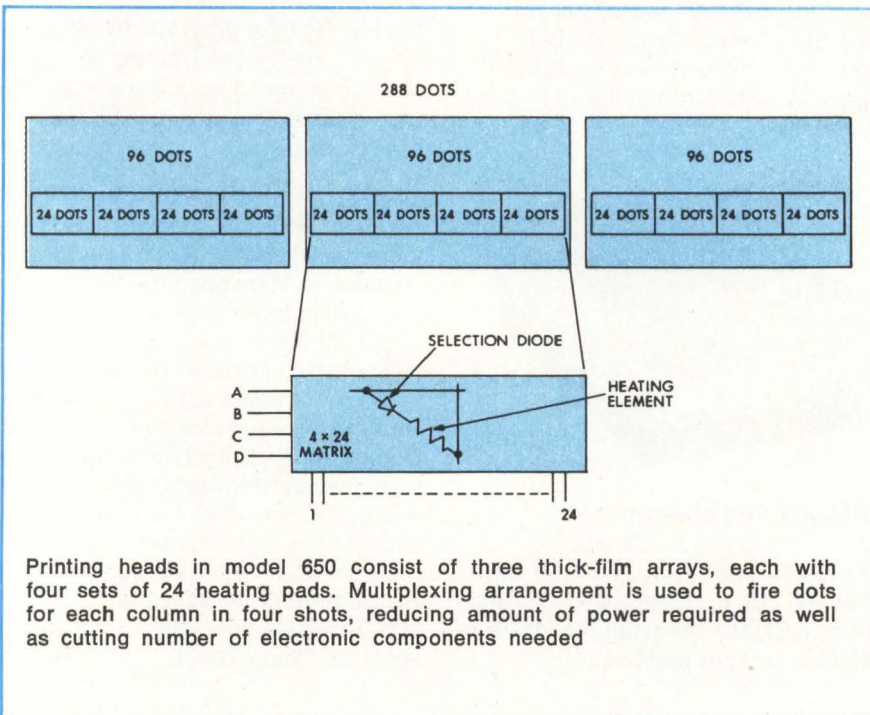 288 DOTS
96 DOTS 96 DOTS 96 DOTS
24 DOTS 24 DOTS 24 DOTS 24 DOTS 24 DOTS 24 DOTS 24 DOTS 24 DOTS 24 DOTS 24 DOTS 24 DOTS 24 DOTS
SELECTION DIODE
HEATING
ELEMENT
A
B
C
D
4 × 24
MATRIX
1 24
Printing heads in model 650 consist of three thick-film arrays, each with
four sets of 24 heating pads. Multiplexing arrangement is used to fire dots
for each column in four shots, reducing amount of power required as well
as cutting number of electronic components needed